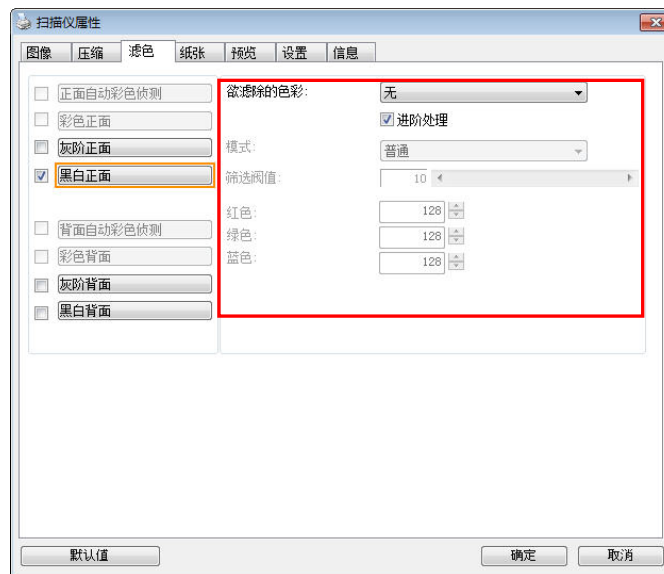 扫描仪属性
图像 压缩 滤色 纸张 预览 设置 信息
正面自动彩色侦测
彩色正面
灰阶正面
黑白正面
背面自动彩色侦测
彩色背面
灰阶背面
黑白背面
欲滤除的色彩: 无
进阶处理
模式: 普通
筛选阀值: 10
红色: 128
绿色: 128
蓝色: 128
默认值 确定 取消